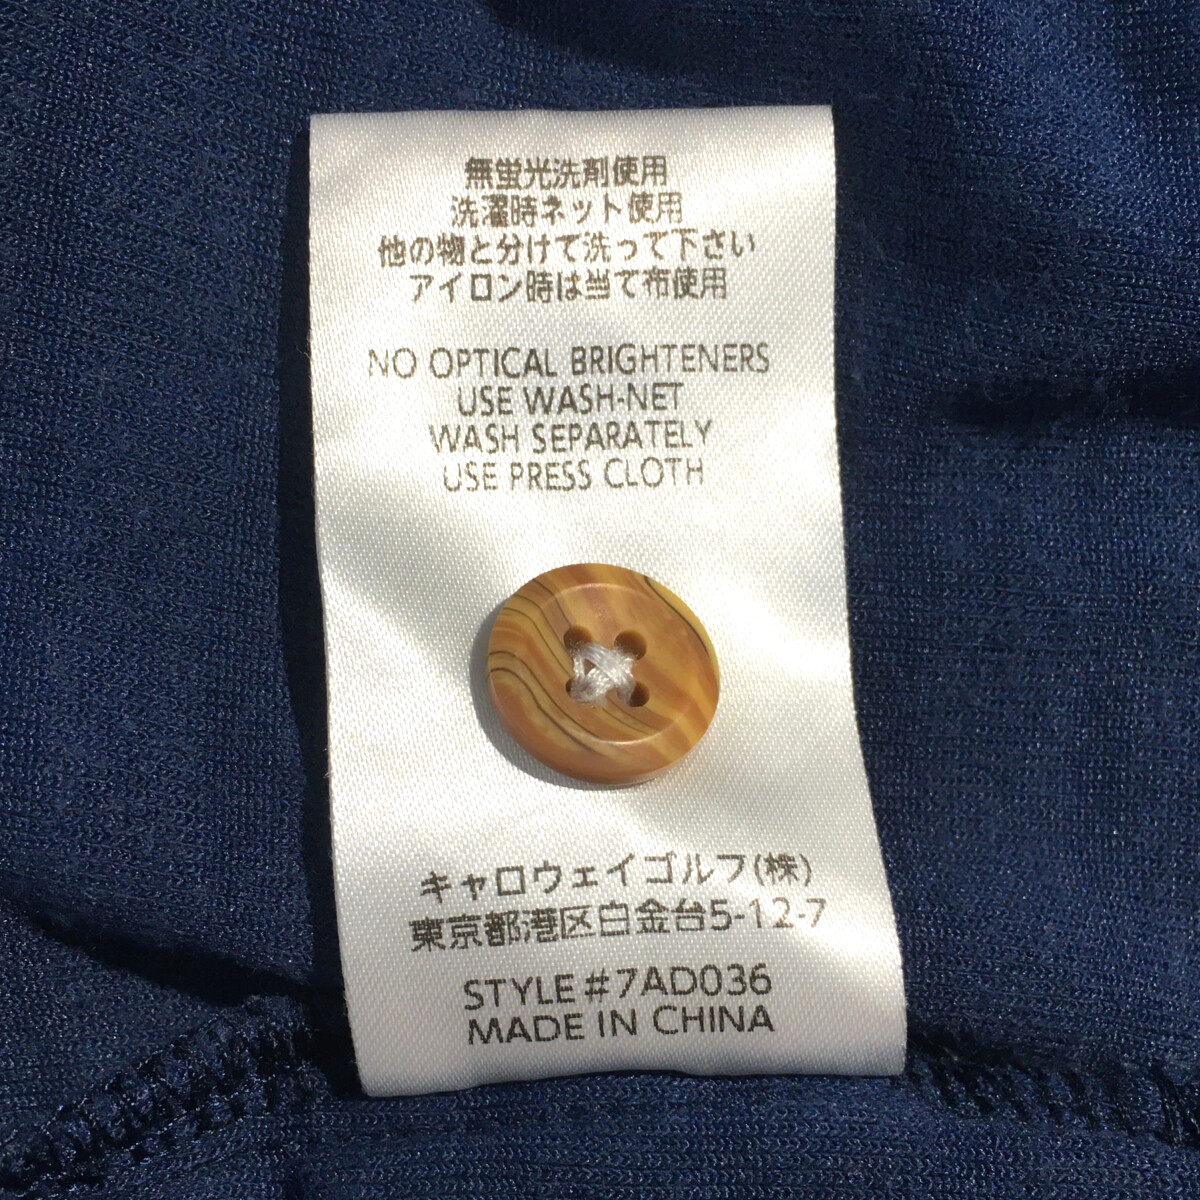 無蛍光洗剤使用
洗濯時ネット使用
他の物と分けて洗って下さい
アイロン時は当て布使用
NO OPTICAL BRIGHTENERS
USE WASH-NET
WASH SEPARATELY
USE PRESS CLOTH
キャロウェイゴルフ(株)
東京都港区白金台5-12-7
STYLE#7AD036
MADE IN CHINA